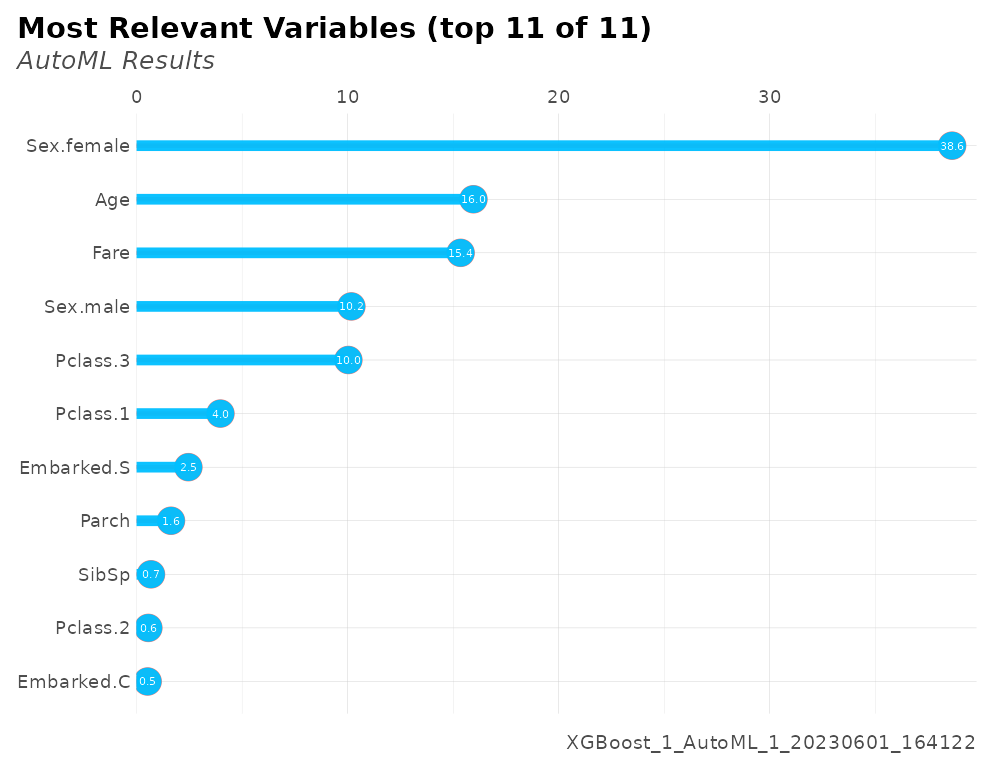 Most Relevant Variables (top 11 of 11)
AutoML Results
0 10 20 30
Sex.female 38.6
Age 16.0
Fare 15.4
Sex.male 10.2
Pclass.3 10.0
Pclass.1 4.0
Embarked.S 2.5
Parch 1.6
SibSp 0.7
Pclass.2 0.6
Embarked.C 0.5
XGBoost_1_AutoML_1_20230601_164122